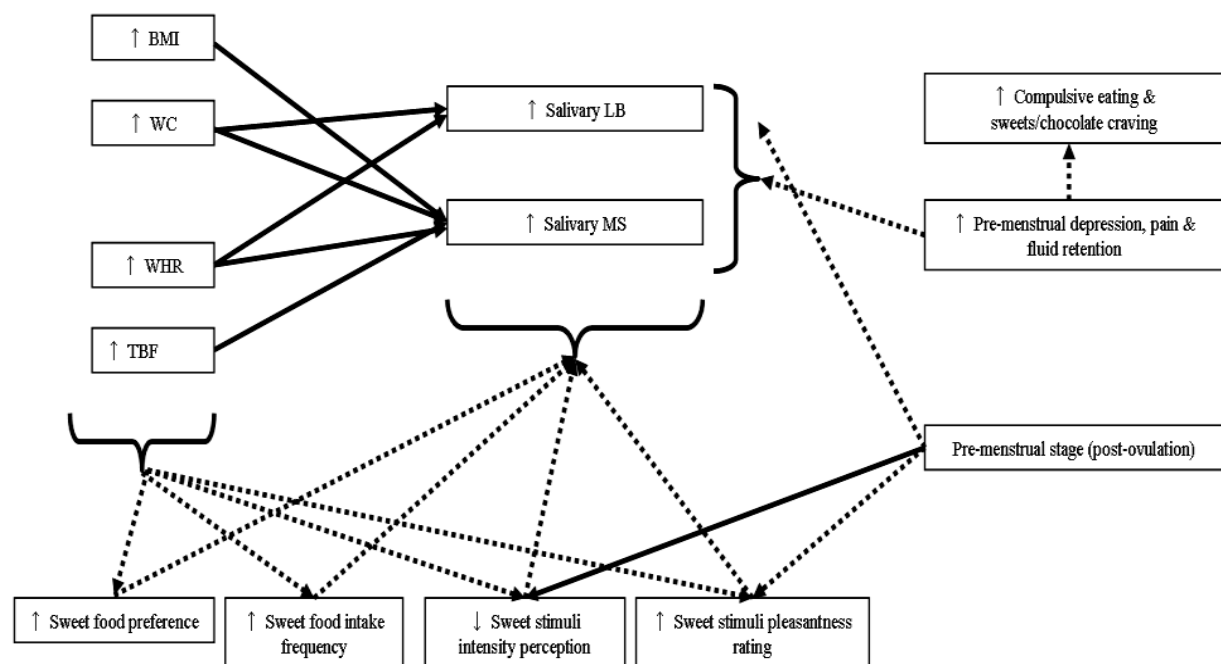 ↑ BMI
↑ WC
↑ WHR
↑ TBF
↑ Salivary LB
↑ Salivary MS
↑ Compulsive eating &
sweets/chocolate craving
↑ Pre-menstrual depression, pain &
fluid retention
Pre-menstrual stage (post-ovulation)
↑ Sweet food preference
↑ Sweet food intake
frequency
↓ Sweet stimuli
intensity perception
↑ Sweet stimuli pleasantness
rating